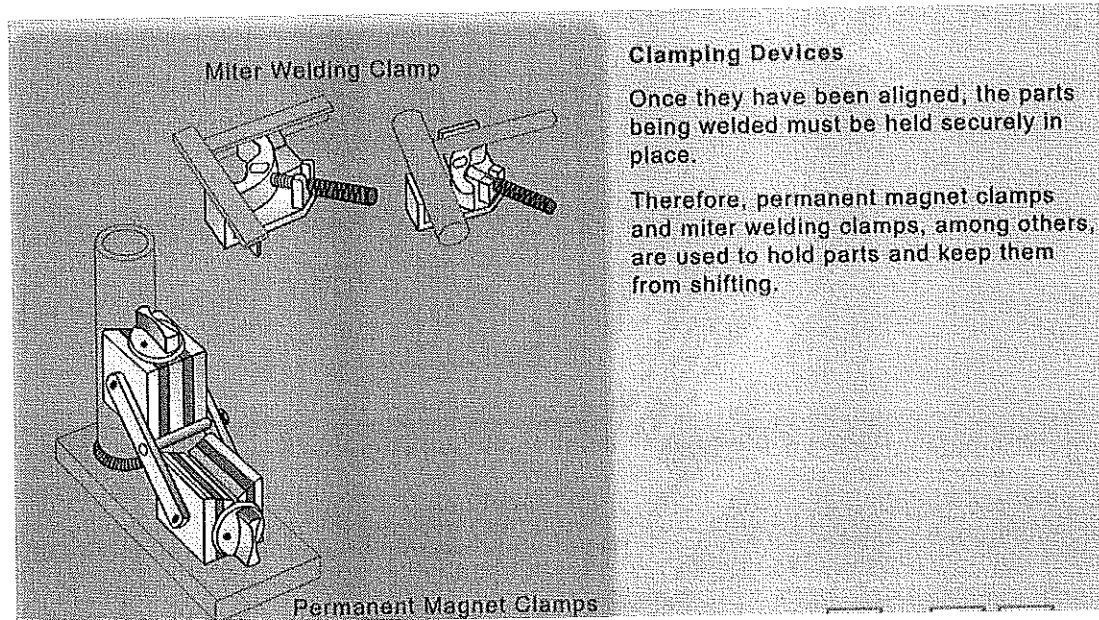 Miter Welding Clamp
Permanent Magnet Clamps
Clamping Devices
Once they have been aligned, the parts
being welded must be held securely in
place.
Therefore, permanent magnet clamps
and miter welding clamps, among others,
are used to hold parts and keep them
from shifting.